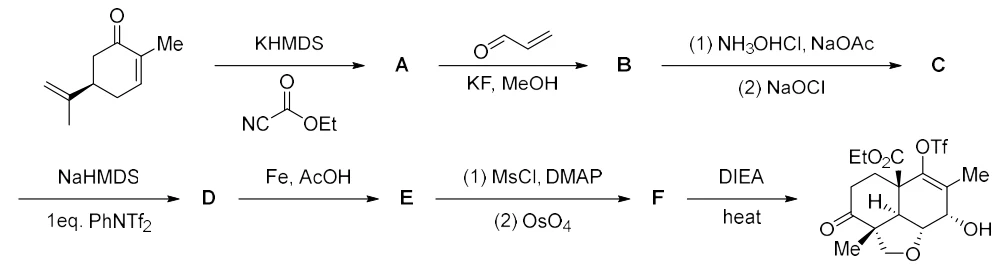 O
Me
KHMDS
O
NC OEt
A
O
KF, MeOH
B
(1) NH3OHCl, NaOAc
(2) NaOCl
C
NaHMDS
1eq. PhNTf2
D
Fe, AcOH
E
(1) MsCl, DMAP
(2) OsO4
F
DIEA
heat
EtO2C OTf
Me
H
O
OH
Me
O